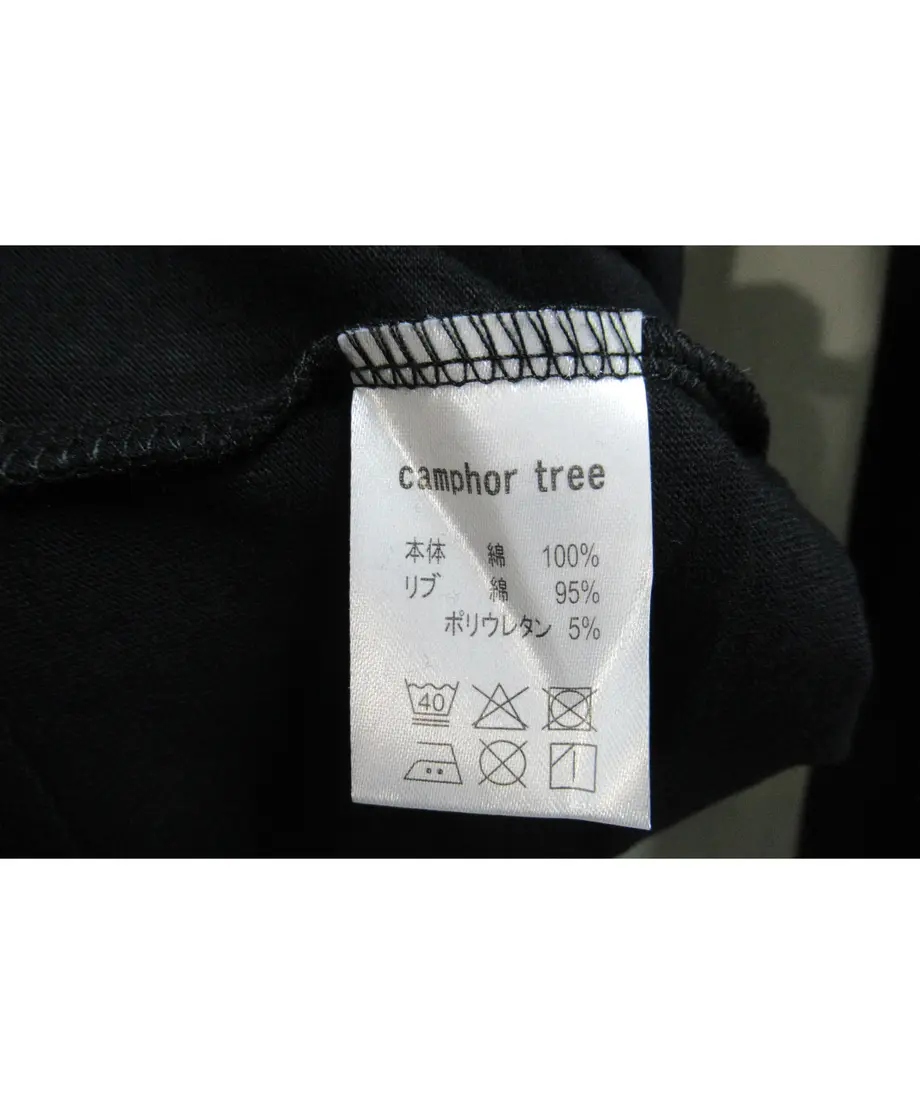 camphor tree
本体 綿 100%
リブ 綿 95%
ポリウレタン 5%
40